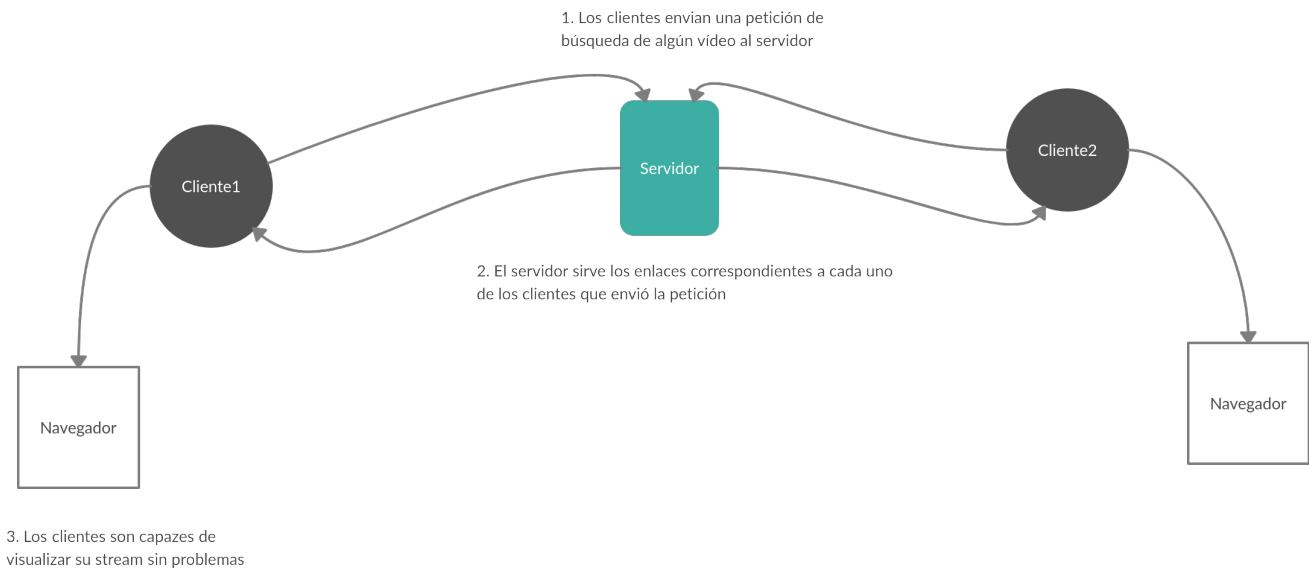 1. Los clientes envian una petición de
búsqueda de algún vídeo al servidor
Cliente1
Servidor
Cliente2
2. El servidor sirve los enlaces correspondientes a cada uno
de los clientes que envió la petición
Navegador
Navegador
3. Los clientes son capazes de
visualizar su stream sin problemas